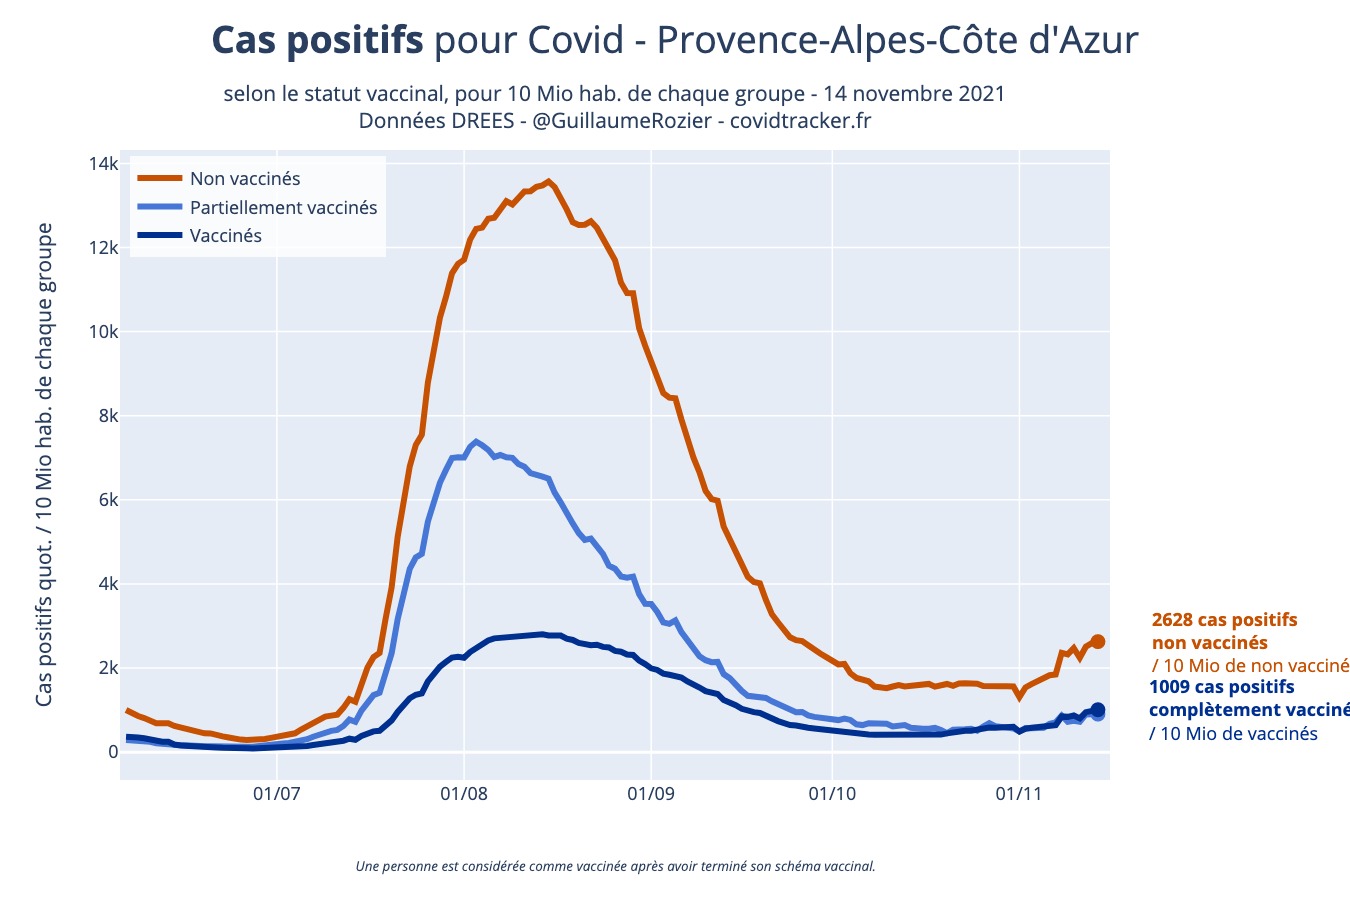 Cas positifs pour Covid - Provence-Alpes-Côte d'Azur
selon le statut vaccinal, pour 10 Mio hab. de chaque groupe - 14 novembre 2021
Données DREES - @GuillaumeRozier - covidtracker.fr
Non vaccinés
Partiellement vaccinés
Vaccinés
Cas positifs quot. / 10 Mio hab. de chaque groupe
14k
12k
10k
8k
6k
4k
2k
0
01/07
01/08
01/09
01/10
01/11
2628 cas positifs
non vaccinés
/ 10 Mio de non vacciné
1009 cas positifs
complètement vacciné
/ 10 Mio de vaccinés
Une personne est considérée comme vaccinée après avoir terminé son schéma vaccinal.